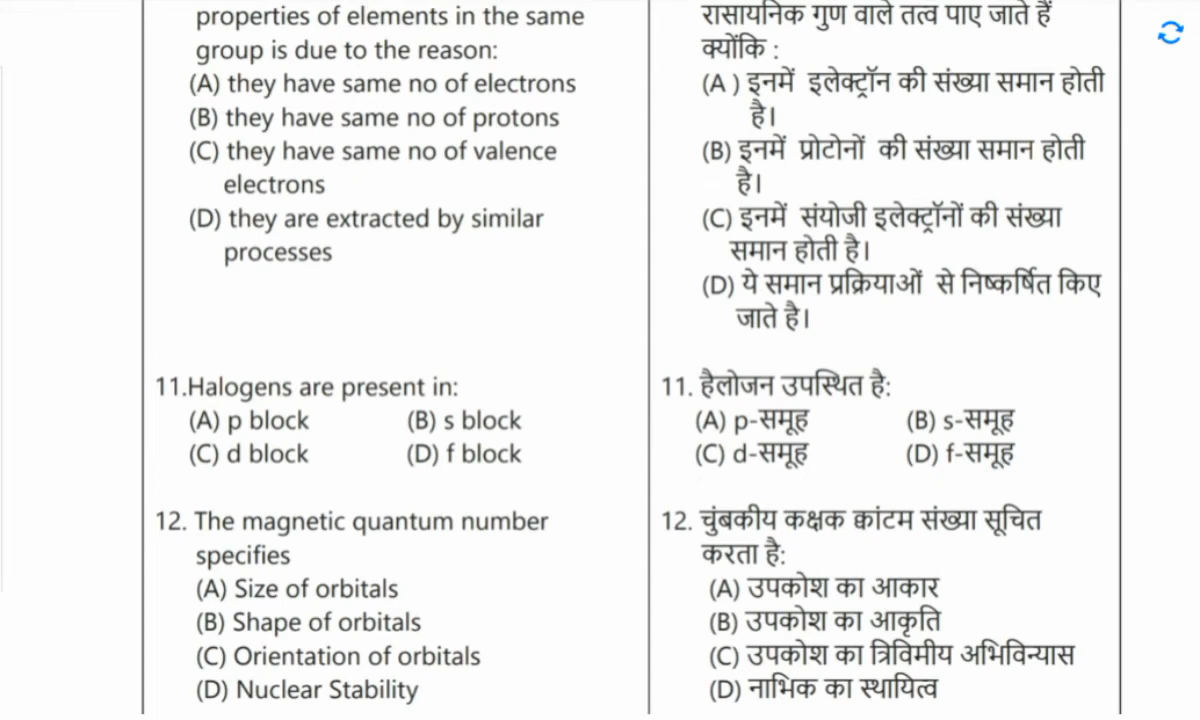 properties of elements in the same
group is due to the reason:
(A) they have same no of electrons
(B) they have same no of protons
(C) they have same no of valence
electrons
(D) they are extracted by similar
processes
11.Halogens are present in:
(A) p block (B) s block
(C) d block (D) f block
12. The magnetic quantum number
specifies
(A) Size of orbitals
(B) Shape of orbitals
(C) Orientation of orbitals
(D) Nuclear Stability
रासायनिक गुण वाले तत्व पाए जाते हैं
क्योंकि :
(A ) इनमें इलेक्ट्रॉन की संख्या समान होती
है।
(B) इनमें प्रोटोनों की संख्या समान होती
है।
(C) इनमें संयोजी इलेक्ट्रॉनों की संख्या
समान होती है।
(D) ये समान प्रक्रियाओं से निष्कर्षित किए
जाते है।
11. हैलोजन उपस्थित है:
(A) p-समूह (B) s-समूह
(C) d-समूह (D) f-समूह
12. चुंबकीय कक्षक क्वांटम संख्या सूचित
करता है:
(A) उपकोश का आकार
(B) उपकोश का आकृति
(C) उपकोश का त्रिविमीय अभिविन्यास
(D) नाभिक का स्थायित्व